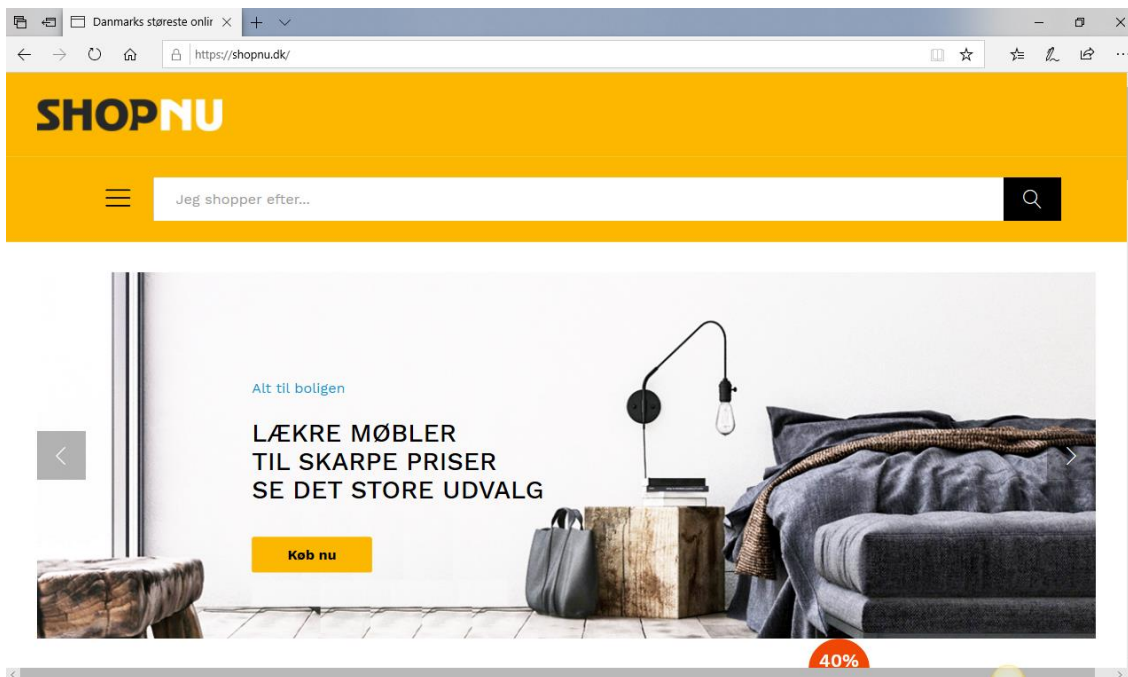 Danmarks støreste onlir
https://shopnu.dk/
SHOPNU
Jeg shopper efter...
Alt til boligen
LÆKRE MØBLER
TIL SKARPE PRISER
SE DET STORE UDVALG
Køb nu
40%